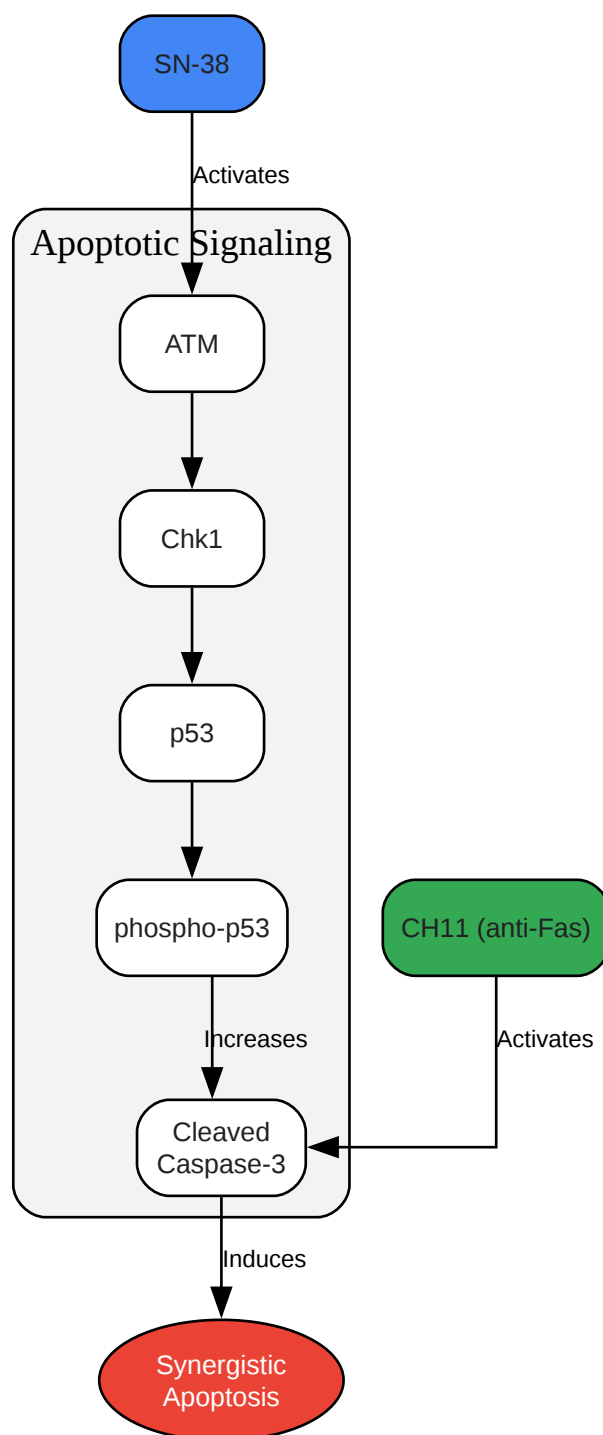 SN-38
Activates
Apoptotic Signaling
ATM
Chk1
p53
phospho-p53
CH11 (anti-Fas)
Increases
Activates
Cleaved
Caspase-3
Induces
Synergistic
Apoptosis